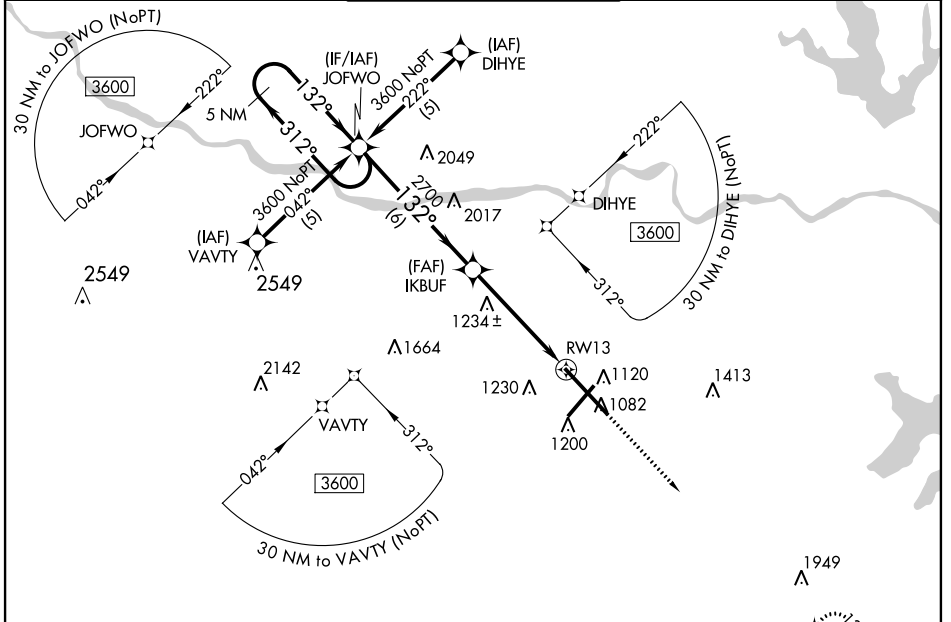 30 NM to JOFWO (NoPT)
3600
222°
JOFWO
042°
5 NM
132°
312°
(IF/IAF)
JOFWO
3600 NoPT
222°
(5)
(IAF)
DIHYE
2049
3600 NoPT
042°
(5)
(IAF)
VAVTY
2549
2549
2700
132°
(6)
2017
(FAF)
IKBUF
1234 ±
222°
DIHYE
3600
312°
30 NM to DIHYE (NoPT)
RW13
1664
2142
1230
1120
1082
1200
1413
VAVTY
042°
312°
3600
30 NM to VAVTY (NoPT)
1949